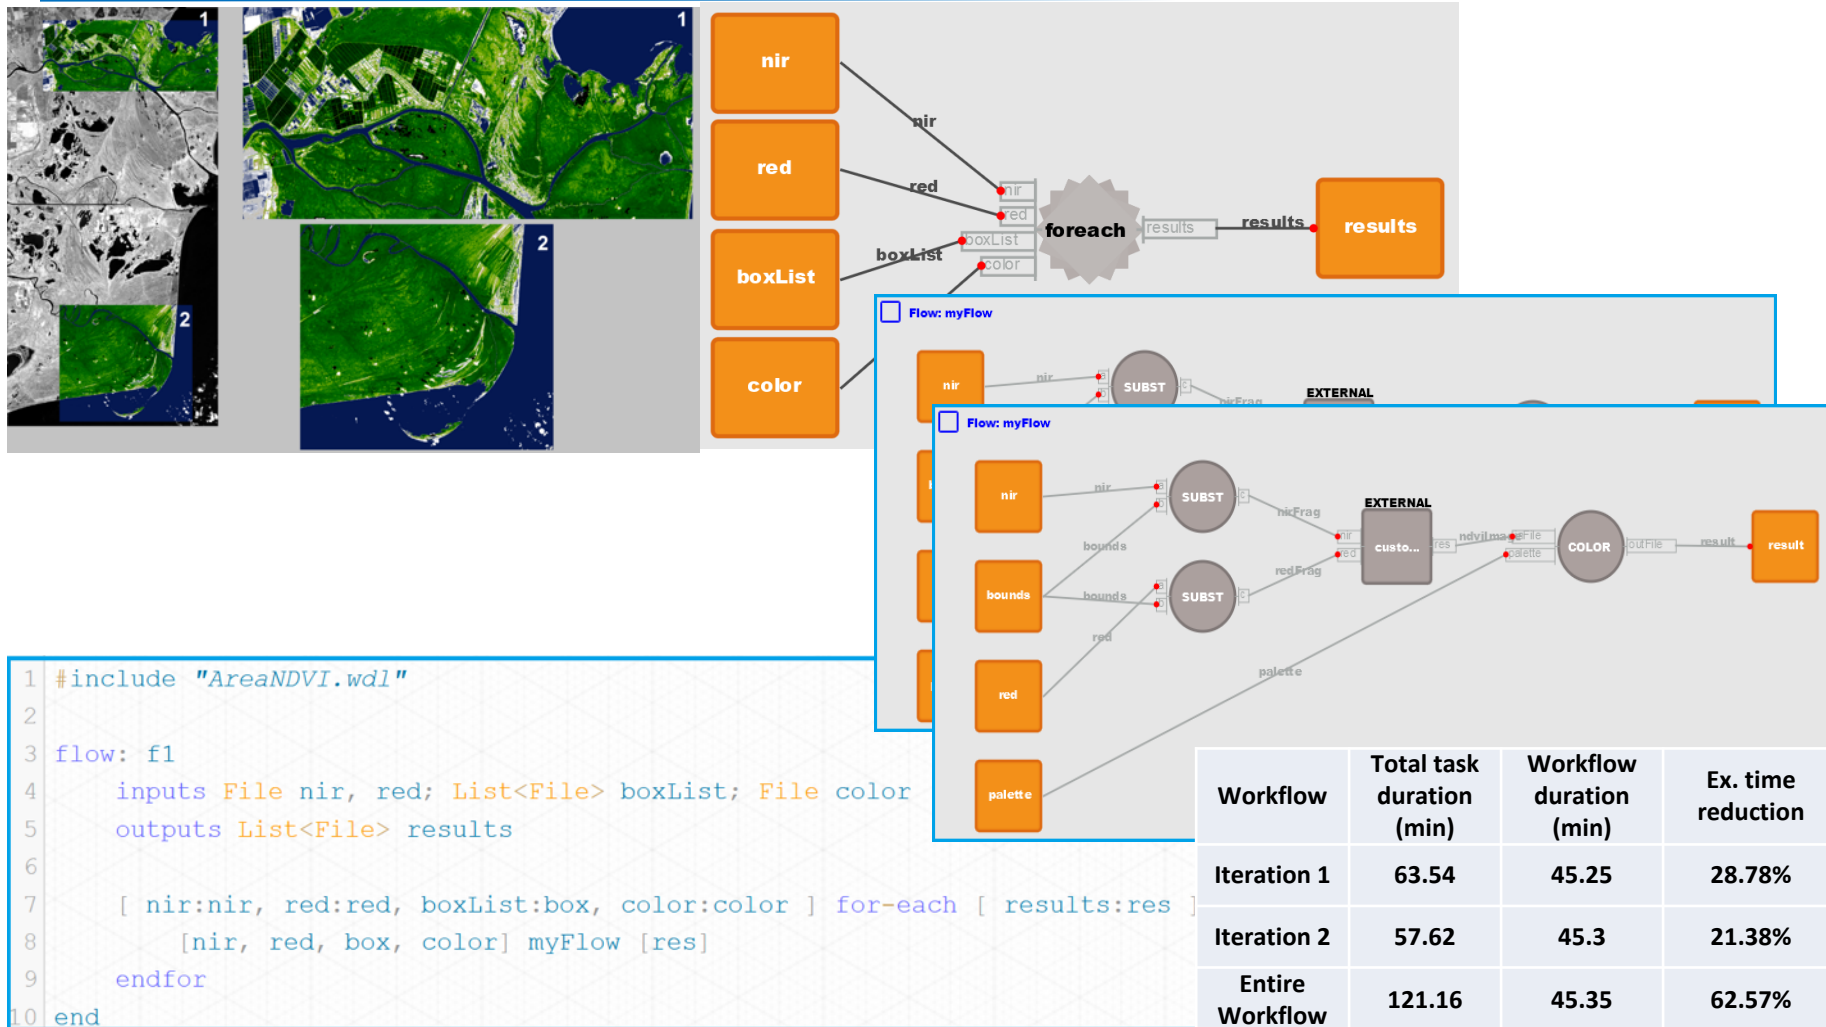 1
2
1
2
nir
red
boxList
color
nir
red
boxList
nir
red
boxList
color
foreach
results
results
results
Flow: myFlow
nir
nir
SUBST
nirFrag
EXTERNAL
Flow: myFlow
nir
bounds
red
palette
nir
bounds
bounds
red
palette
SUBST
SUBST
nirFrag
redFrag
EXTERNAL
nir
red
custo...
res
palette
COLOR
outFile
result
result
1 #include "AreaNDVI.wdl"
2
3 flow: f1
4 inputs File nir, red; List<File> boxList; File color
5 outputs List<File> results
6
7 [ nir:nir, red:red, boxList:box, color:color ] for-each [ results:res ]
8 [nir, red, box, color] myFlow [res]
9 endfor
10 end
Workflow
Total task
duration
(min)
Workflow
duration
(min)
Ex. time
reduction
Iteration 1 63.54 45.25 28.78%
Iteration 2 57.62 45.3 21.38%
Entire
Workflow
121.16 45.35 62.57%